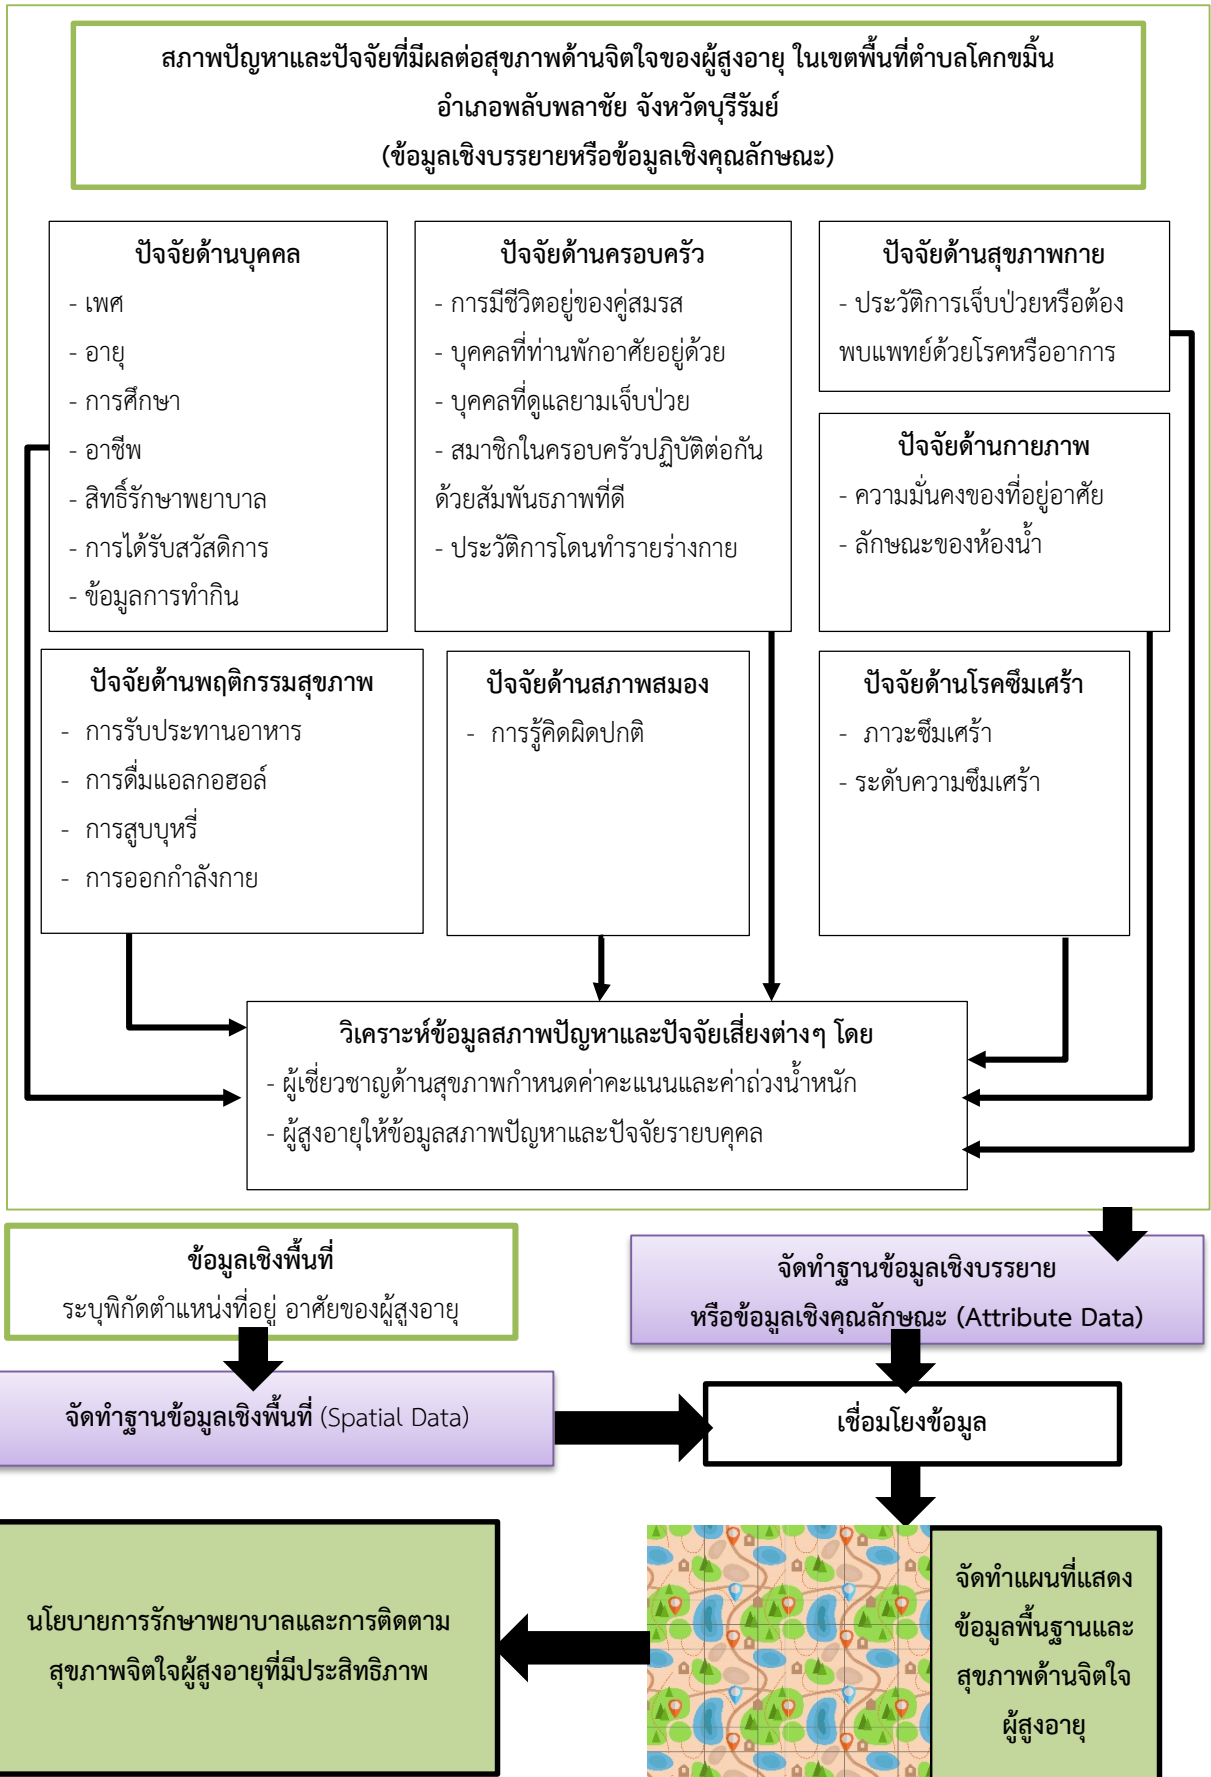 สภาพปัญหาและปัจจัยที่มีผลต่อสุขภาพด้านจิตใจของผู้สูงอายุ ในเขตพื้นที่ตำบลโคกขมิ้น
อำเภอพลับพลาชัย จังหวัดบุรีรัมย์
(ข้อมูลเชิงบรรยายหรือข้อมูลเชิงคุณลักษณะ)
ปัจจัยด้านบุคคล
- เพศ
- อายุ
- การศึกษา
- อาชีพ
- สิทธิ์รักษาพยาบาล
- การได้รับสวัสดิการ
- ข้อมูลการทำกิน
ปัจจัยด้านครอบครัว
- การมีชีวิตอยู่ของคู่สมรส
- บุคคลที่ท่านพักอาศัยอยู่ด้วย
- บุคคลที่ดูแลยามเจ็บป่วย
- สมาชิกในครอบครัวปฏิบัติต่อกัน
ด้วยสัมพันธภาพที่ดี
- ประวัติการโดนทำรายร่างกาย
ปัจจัยด้านสุขภาพกาย
- ประวัติการเจ็บป่วยหรือต้อง
พบแพทย์ด้วยโรคหรืออาการ
ปัจจัยด้านกายภาพ
- ความมั่นคงของที่อยู่อาศัย
- ลักษณะของห้องน้ำ
ปัจจัยด้านพฤติกรรมสุขภาพ
- การรับประทานอาหาร
- การดื่มแอลกอฮอล์
- การสูบบุหรี่
- การออกกำลังกาย
ปัจจัยด้านสภาพสมอง
- การรู้คิดผิดปกติ
ปัจจัยด้านโรคซึมเศร้า
- ภาวะซึมเศร้า
- ระดับความซึมเศร้า
วิเคราะห์ข้อมูลสภาพปัญหาและปัจจัยเสี่ยงต่างๆ โดย
- ผู้เชี่ยวชาญด้านสุขภาพกำหนดค่าคะแนนและค่าถ่วงน้ำหนัก
- ผู้สูงอายุให้ข้อมูลสภาพปัญหาและปัจจัยรายบคุคล
ข้อมูลเชิงพื้นที่
ระบุพิกัดตำแหน่งที่อยู่ อาศัยของผู้สูงอายุ
จัดทำฐานข้อมูลเชิงบรรยาย
หรือข้อมูลเชิงคุณลักษณะ (Attribute Data)
จัดทำฐานข้อมูลเชิงพื้นที่ (Spatial Data)
เชื่อมโยงข้อมูล
นโยบายการรักษาพยาบาลและการติดตาม
สุขภาพจิตใจผู้สูงอายุที่มีประสิทธิภาพ
จัดทำแผนที่แสดง
ข้อมูลพื้นฐานและ
สุขภาพด้านจิตใจ
ผู้สูงอายุ